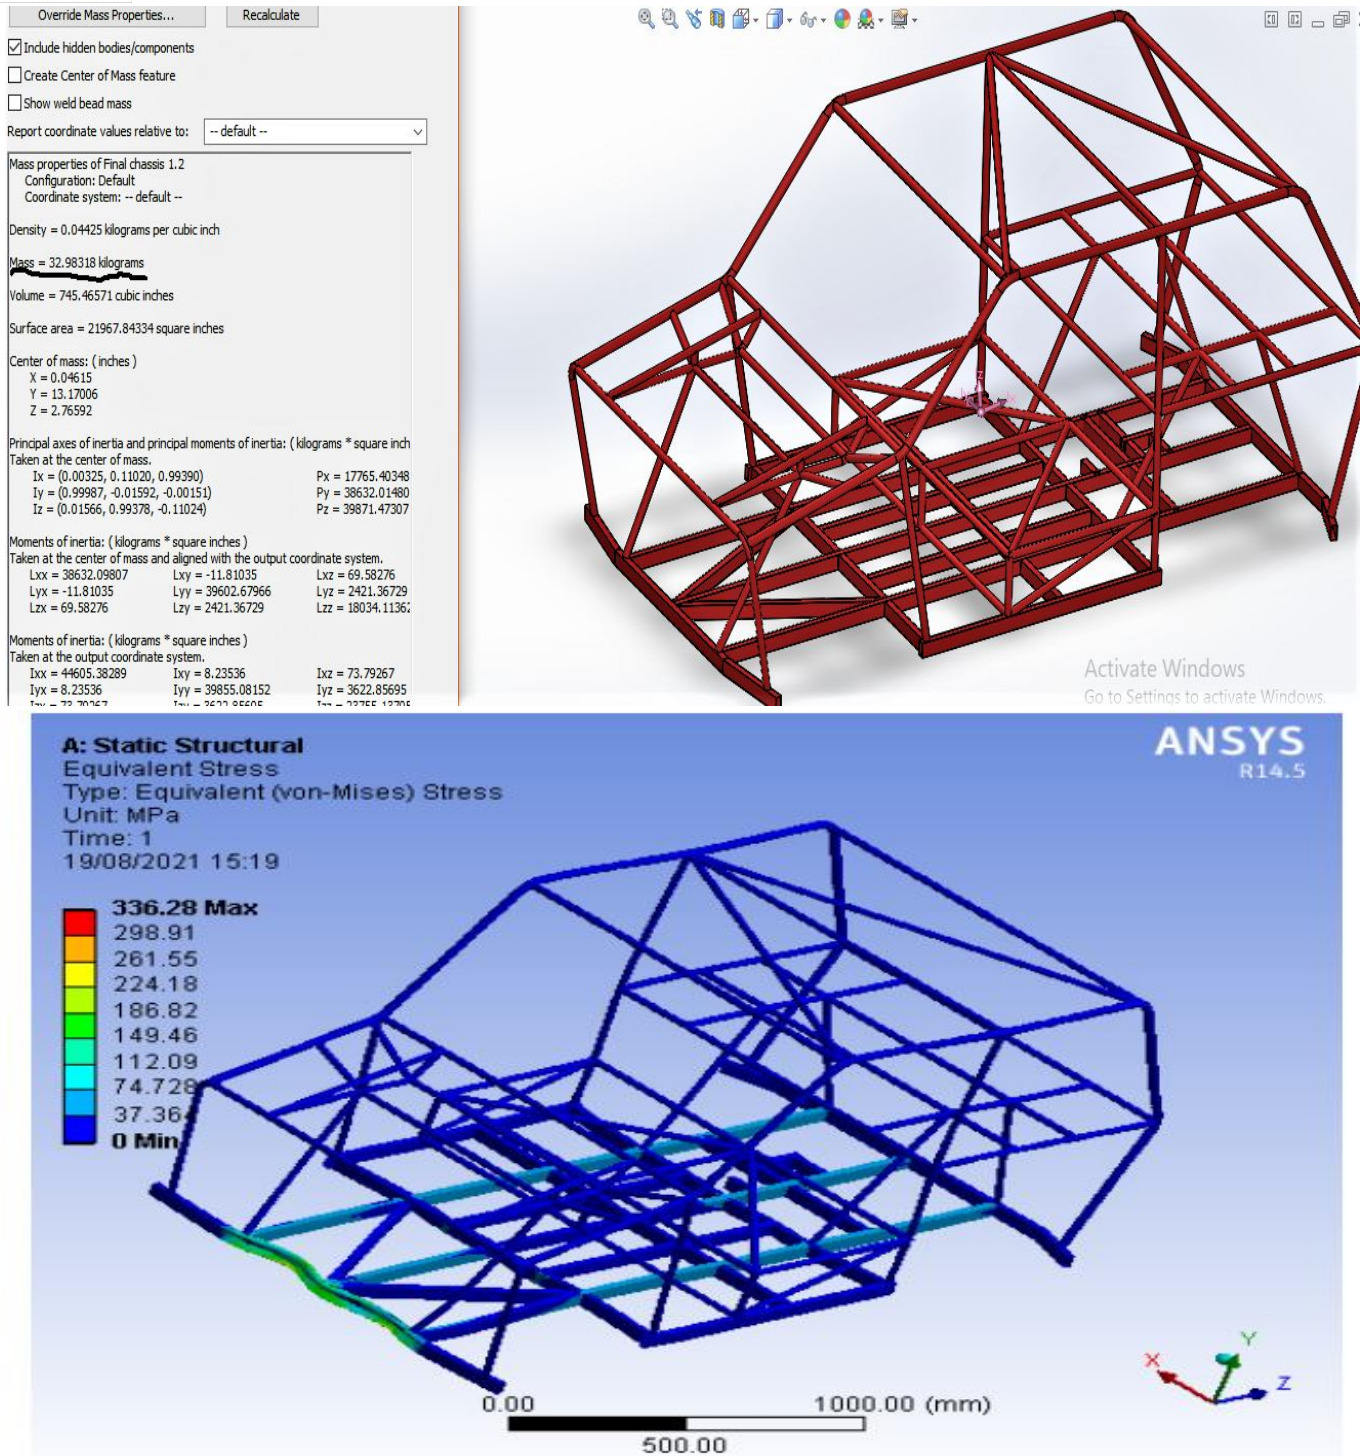 Override Mass Properties... Recalculate
Include hidden bodies/components
Create Center of Mass feature
Show weld bead mass
Report coordinate values relative to: -- default --
Mass properties of Final chassis 1.2
Configuration: Default
Coordinate system: -- default --
Density = 0.04425 kilograms per cubic inch
Mass = 32.98318 kilograms
Volume = 745.46571 cubic inches
Surface area = 21967.84334 square inches
Center of mass: ( inches )
X = 0.04615
Y = 13.17006
Z = 2.76592
Principal axes of inertia and principal moments of inertia: ( kilograms * square inch
Taken at the center of mass.
Ix = (0.00325, 0.11020, 0.99390) Px = 17765.40348
Iy = (0.99987, -0.01592, -0.00151) Py = 38632.01480
Iz = (0.01566, 0.99378, -0.11024) Pz = 39871.47307
Moments of inertia: ( kilograms * square inches )
Taken at the center of mass and aligned with the output coordinate system.
Lxx = 38632.09807 Lxy = -11.81035 Lxz = 69.58276
Lyx = -11.81035 Lyy = 39602.67966 Lyz = 2421.36729
Lzx = 69.58276 Lzy = 2421.36729 Lzz = 18034.11362
Moments of inertia: ( kilograms * square inches )
Taken at the output coordinate system.
Ixx = 44605.38289 Ixy = 8.23536 Ixz = 73.79267
Iyx = 8.23536 Iyy = 39855.08152 Iyz = 3622.85695
Activate Windows
Go to Settings to activate Windows.
A: Static Structural
Equivalent Stress
Type: Equivalent (von-Mises) Stress
Unit: MPa
Time: 1
19/08/2021 15:19
ANSYS
R14.5
336.28 Max
298.91
261.55
224.18
186.82
149.46
112.09
74.728
37.364
0 Min
X
Y
Z
0.00 1000.00 (mm)
500.00